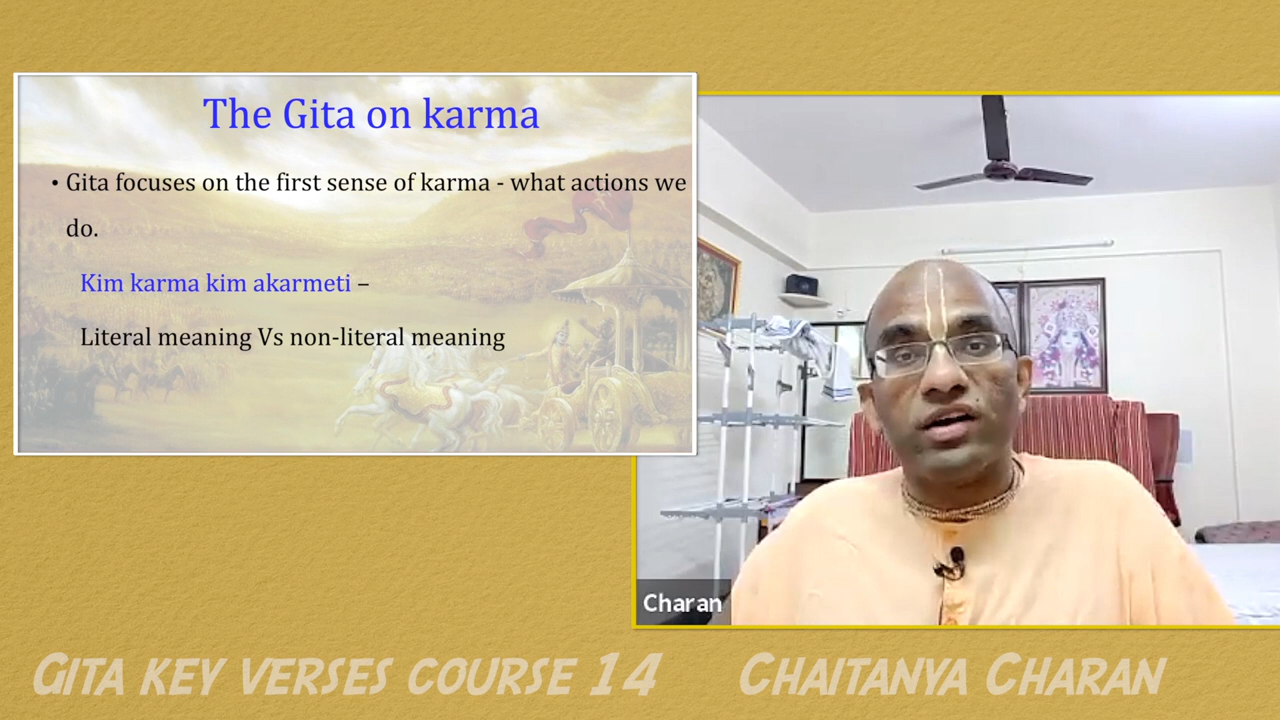 The Gita on karma
• Gita focuses on the first sense of karma - what actions we
do.
Kim karma kim akarmeti –
Literal meaning Vs non-literal meaning
Charan
GITA KEY VERSES COURSE 14
CHAITANYA CHARAN